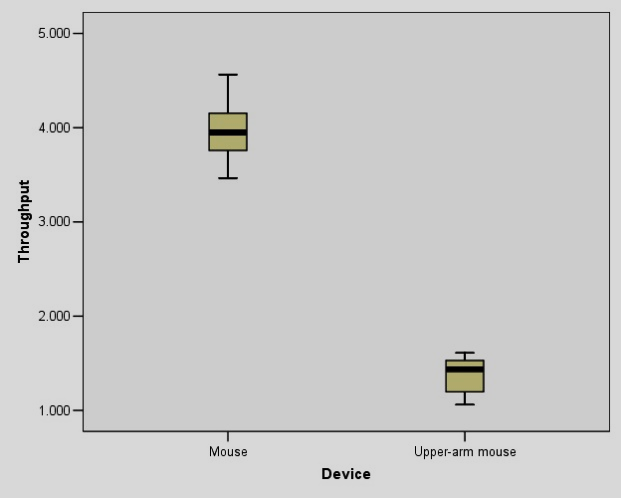 5.000
4.000
3.000
2.000
1.000
Throughput
Mouse
Upper-arm mouse
Device